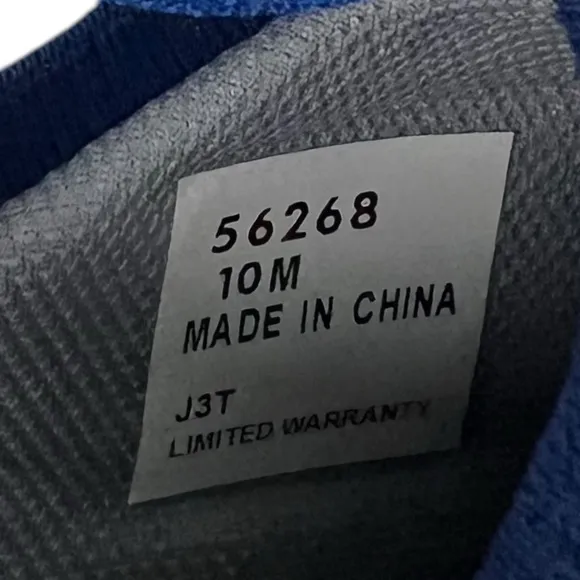 56268
10M
MADE IN CHINA
J3T
LIMITED WARRANTY